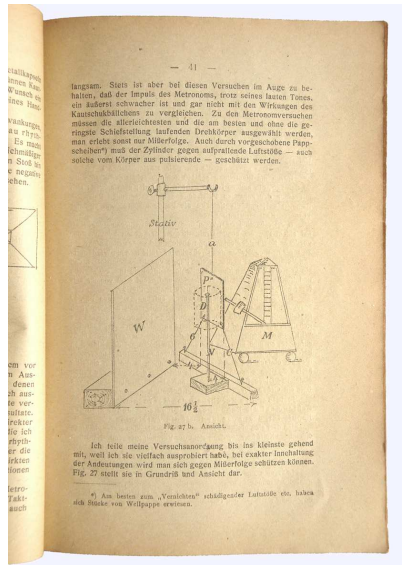 — 41 —
langsam. Stets ist aber bei diesen Versuchen im Auge zu be-
halten, daß der Impuls des Metronoms, trotz seines lauten Tones,
ein äußerst schwacher ist und gar nicht mit den Wirkungen des
Kautschukbällchens zu vergleichen. Zu den Metronomversuchen
müssen die allerleichtesten und die am besten und ohne die ge-
ringste Schiefstellung laufenden Drehkörper ausgewählt werden,
man erlebt sonst nur Mißerfolge. Auch durch vorgeschobene Papp-
scheiben*) muß der Zylinder gegen aufprallende Luftstöße — auch
solche vom Körper aus pulsierende — geschützt werden.
Stativ
a
P
D
W
M
N
16 ½
Fig. 27 b. Ansicht.
Ich teile meine Versuchsanordnung bis ins kleinste gehend
mit, weil ich sie vielfach ausprobiert habe, bei exakter Innehaltung
der Andeutungen wird man sich gegen Mißerfolge schützen können.
Fig. 27 stellt sie in Grundriß und Ansicht dar.
*) Am besten zum „Vernichten“ schädigender Luftstöße etc. haben
sich Stücke von Wellpappe erwiesen.